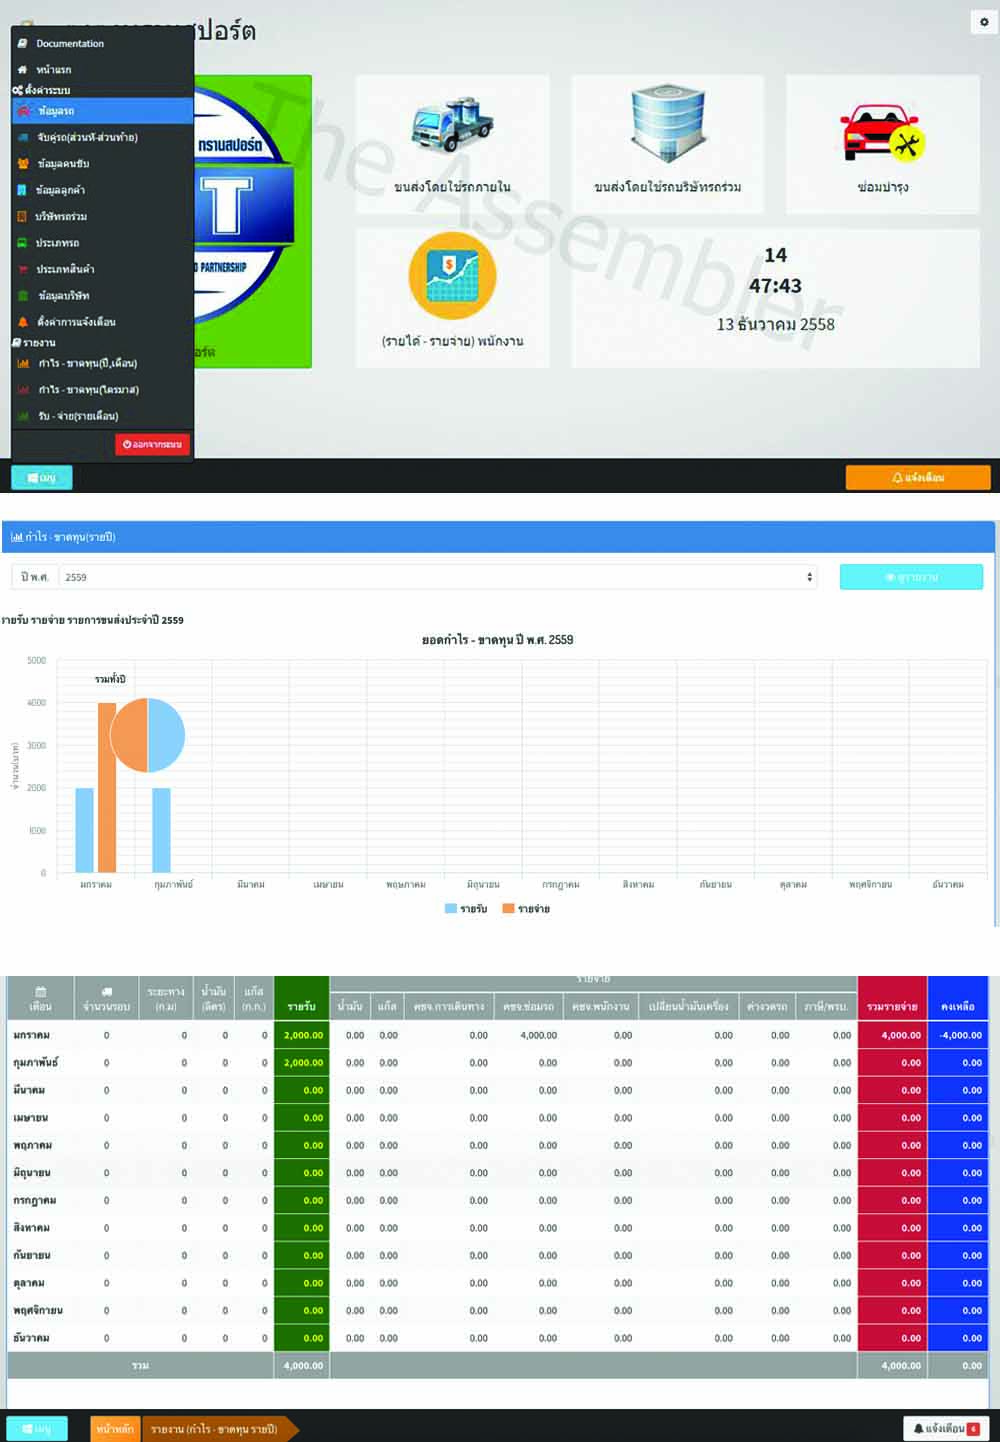 Documentation
หน้าแรก
ตั้งค่าระบบ
ข้อมูลรถ
จับคู่รถ(ส่วนหัว-ส่วนท้าย)
ข้อมูลคนขับ
ข้อมูลลูกค้า
บริษัทรถร่วม
ประเภทรถ
ประเภทสินค้า
ข้อมูลบริษัท
ตั้งค่าการแจ้งเตือน
รายงาน
กำไร - ขาดทุน(ปี,เดือน)
กำไร - ขาดทุน(ไตรมาส)
รับ - จ่าย(รายเดือน)
ออกจากระบบ
เมนู
สปอร์ต
ทรานสปอร์ต
T
PARTNERSHIP
The Assembler
ขนส่งโดยใช้รถภายใน
ขนส่งโดยใช้รถบริษัทรถร่วม
ซ่อมบำรุง
(รายได้ - รายจ่าย) พนักงาน
14
47:43
13 ธันวาคม 2558
แจ้งเตือน
กำไร - ขาดทุน(รายปี)
ปี พ.ศ. 2559
ดูรายงาน
รายรับ รายจ่าย รายการขนส่งประจำปี 2559
ยอดกำไร - ขาดทุน ปี พ.ศ. 2559
รวมทั้งปี
จำนวน(บาท)
5000
4000
3000
2000
1000
0
มกราคม กุมภาพันธ์ มีนาคม เมษายน พฤษภาคม มิถุนายน กรกฎาคม สิงหาคม กันยายน ตุลาคม พฤศจิกายน ธันวาคม
รายรับ รายจ่าย
รายจ่าย
เดือน จำนวนรอบ ระยะทาง (ก.ม) น้ำมัน (ลิตร) แก๊ส (ก.ก.) รายรับ น้ำมัน แก๊ส คชจ.การเดินทาง คชจ.ซ่อมรถ คชจ.พนักงาน เปลี่ยนน้ำมันเครื่อง ค่างวดรถ ภาษี/พรบ. รวมรายจ่าย คงเหลือ
มกราคม 0 0 0 0 2,000.00 0.00 0.00 0.00 4,000.00 0.00 0.00 0.00 0.00 4,000.00 -4,000.00
กุมภาพันธ์ 0 0 0 0 2,000.00 0.00 0.00 0.00 0.00 0.00 0.00 0.00 0.00 0.00 0.00
มีนาคม 0 0 0 0 0.00 0.00 0.00 0.00 0.00 0.00 0.00 0.00 0.00 0.00 0.00
เมษายน 0 0 0 0 0.00 0.00 0.00 0.00 0.00 0.00 0.00 0.00 0.00 0.00 0.00
พฤภาคม 0 0 0 0 0.00 0.00 0.00 0.00 0.00 0.00 0.00 0.00 0.00 0.00 0.00
มิถุนายน 0 0 0 0 0.00 0.00 0.00 0.00 0.00 0.00 0.00 0.00 0.00 0.00 0.00
กรกฎาคม 0 0 0 0 0.00 0.00 0.00 0.00 0.00 0.00 0.00 0.00 0.00 0.00 0.00
สิงหาคม 0 0 0 0 0.00 0.00 0.00 0.00 0.00 0.00 0.00 0.00 0.00 0.00 0.00
กันยายน 0 0 0 0 0.00 0.00 0.00 0.00 0.00 0.00 0.00 0.00 0.00 0.00 0.00
ตุลาคม 0 0 0 0 0.00 0.00 0.00 0.00 0.00 0.00 0.00 0.00 0.00 0.00 0.00
พฤศจิกายน 0 0 0 0 0.00 0.00 0.00 0.00 0.00 0.00 0.00 0.00 0.00 0.00 0.00
ธันวาคม 0 0 0 0 0.00 0.00 0.00 0.00 0.00 0.00 0.00 0.00 0.00 0.00 0.00
รวม 4,000.00 4,000.00 0.00
เมนู หน้าหลัก รายงาน (กำไร - ขาดทุน รายปี) แจ้งเตือน